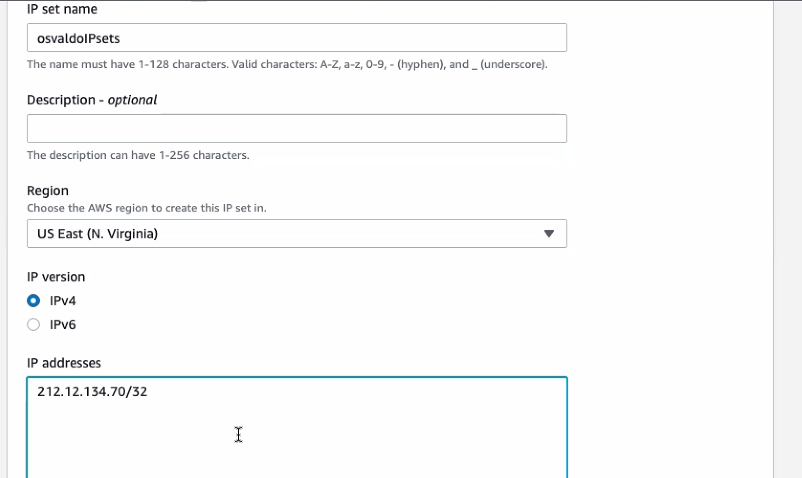 IP set name
osvaldoIPsets
The name must have 1-128 characters. Valid characters: A-Z, a-z, 0-9, - (hyphen), and _ (underscore).
Description - optional
The description can have 1-256 characters.
Region
Choose the AWS region to create this IP set in.
US East (N. Virginia)
IP version
IPv4
IPv6
IP addresses
212.12.134.70/32